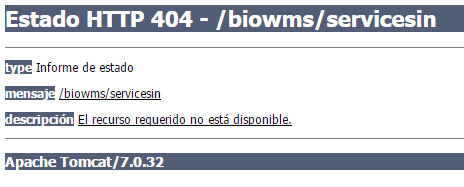 Estado HTTP 404 - /biowms/servicesin
type Informe de estado
mensaje /biowms/servicesin
descripción El recurso requerido no está disponible.
Apache Tomcat/7.0.32